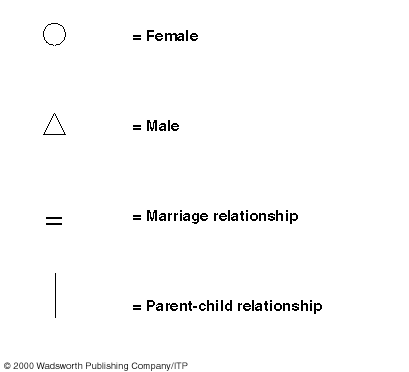 = Female
= Male
= Marriage relationship
= Parent-child relationship
© 2000 Wadsworth Publishing Company/ITP